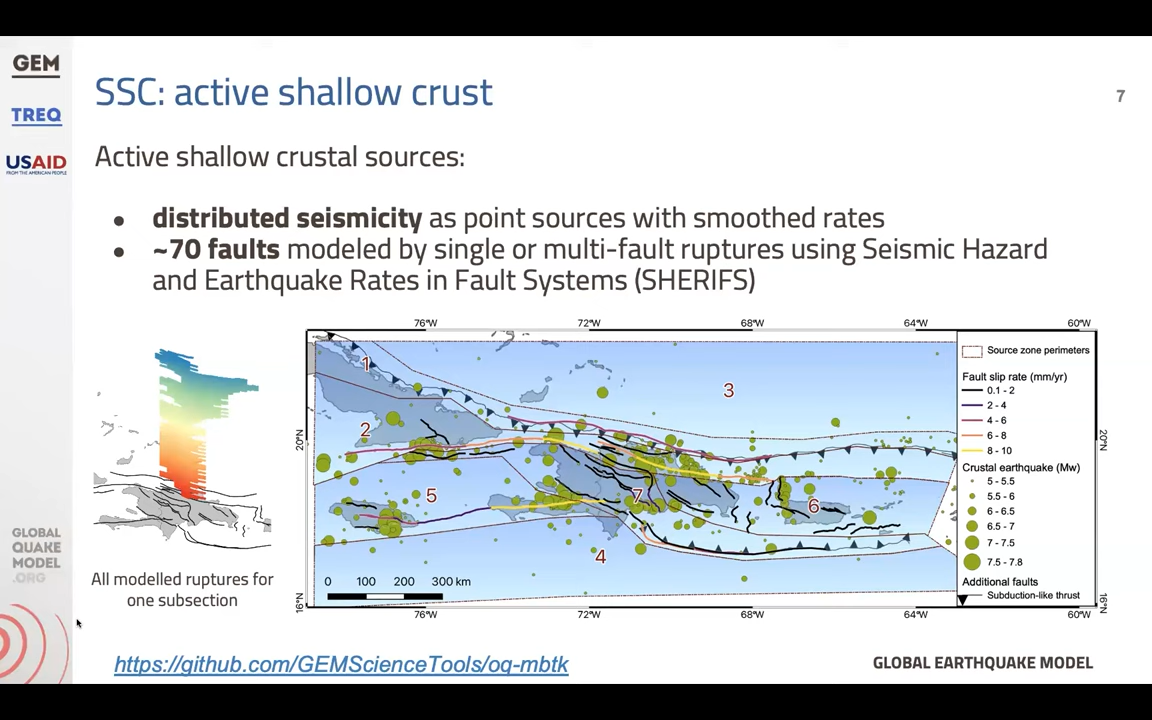 GEM
TREQ
USAID
FROM THE AMERICAN PEOPLE
SSC: active shallow crust
7
Active shallow crustal sources:
● distributed seismicity as point sources with smoothed rates
● ~70 faults modeled by single or multi-fault ruptures using Seismic Hazard
and Earthquake Rates in Fault Systems (SHERIFS)
76°W 72°W 68°W 64°W 60°W
1
2
3
4
5
6
7
20°N
20°N
16°N
16°N
0 100 200 300 km
76°W 72°W 68°W 64°W 60°W
Source zone perimeters
Fault slip rate (mm/yr)
0.1 - 2
2 - 4
4 - 6
6 - 8
8 - 10
Crustal earthquake (Mw)
5 - 5.5
5.5 - 6
6 - 6.5
6.5 - 7
7 - 7.5
7.5 - 7.8
Additional faults
Subduction-like thrust
All modelled ruptures for
one subsection
GLOBAL
QUAKE
MODEL
.ORG
https://github.com/GEMScienceTools/oq-mbtk
GLOBAL EARTHQUAKE MODEL